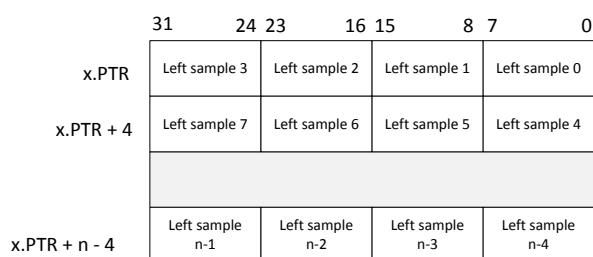 31 24 23 16 15 8 7 0
x.PTR Left sample 3 Left sample 2 Left sample 1 Left sample 0
x.PTR + 4 Left sample 7 Left sample 6 Left sample 5 Left sample 4
x.PTR + n - 4 Left sample n-1 Left sample n-2 Left sample n-3 Left sample n-4